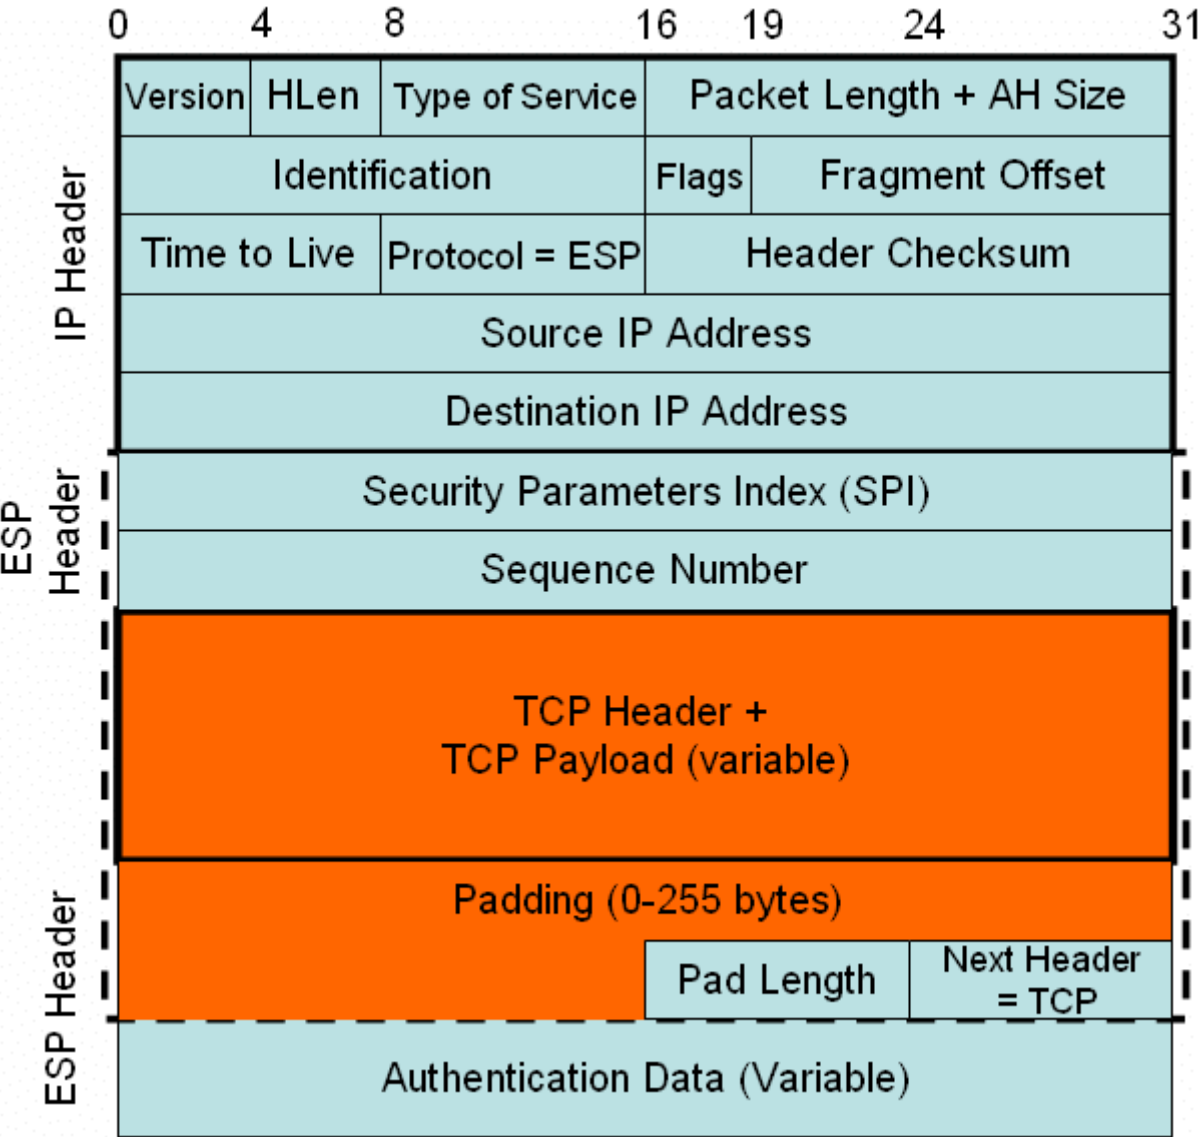 0 4 8 16 19 24 31
Version HLen Type of Service Packet Length + AH Size
Identification Flags Fragment Offset
Time to Live Protocol = ESP Header Checksum
Source IP Address
Destination IP Address
IP Header
Security Parameters Index (SPI)
Sequence Number
ESP
Header
TCP Header +
TCP Payload (variable)
Padding (0-255 bytes)
Pad Length
Next Header
= TCP
Authentication Data (Variable)
ESP Header